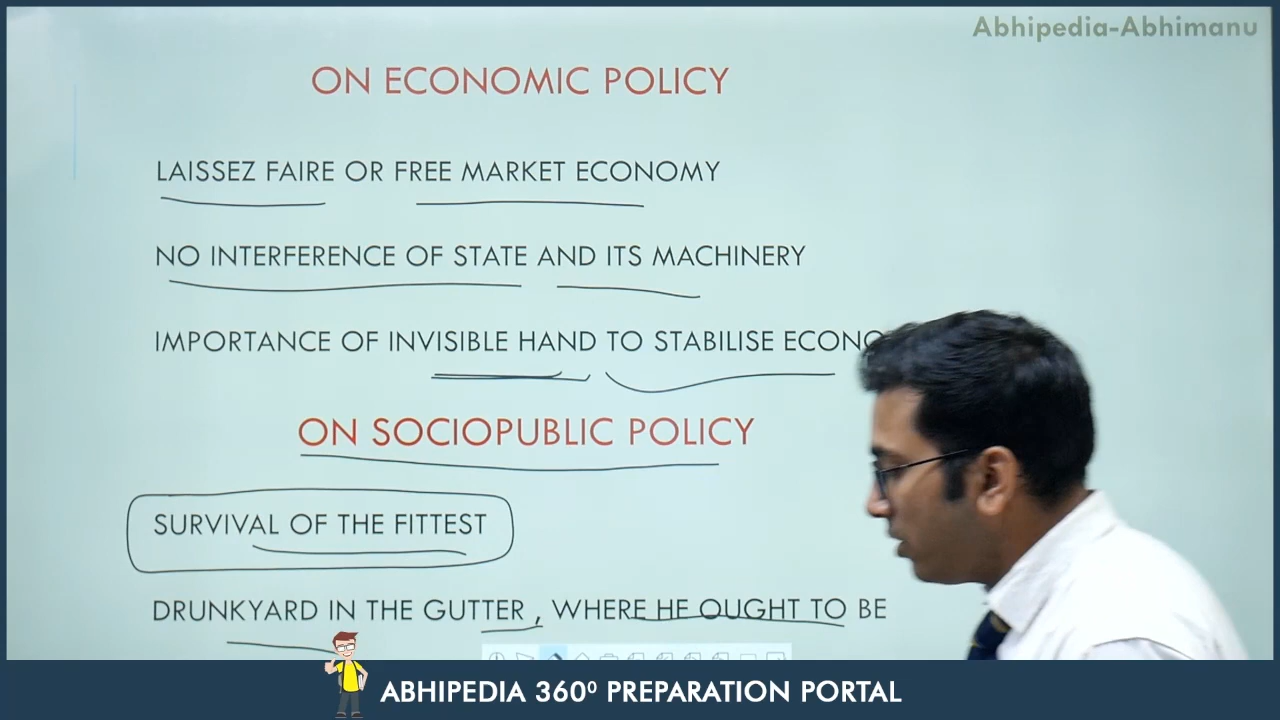 Abhipedia-Abhimanu
ON ECONOMIC POLICY
LAISSEZ FAIRE OR FREE MARKET ECONOMY
NO INTERFERENCE OF STATE AND ITS MACHINERY
IMPORTANCE OF INVISIBLE HAND TO STABILISE
ON SOCIOPUBLIC POLICY
SURVIVAL OF THE FITTEST
DRUNKYARD IN THE GUTTER , WHERE HE OUGHT TO BE
ABHIPEDIA 360⁰ PREPARATION PORTAL